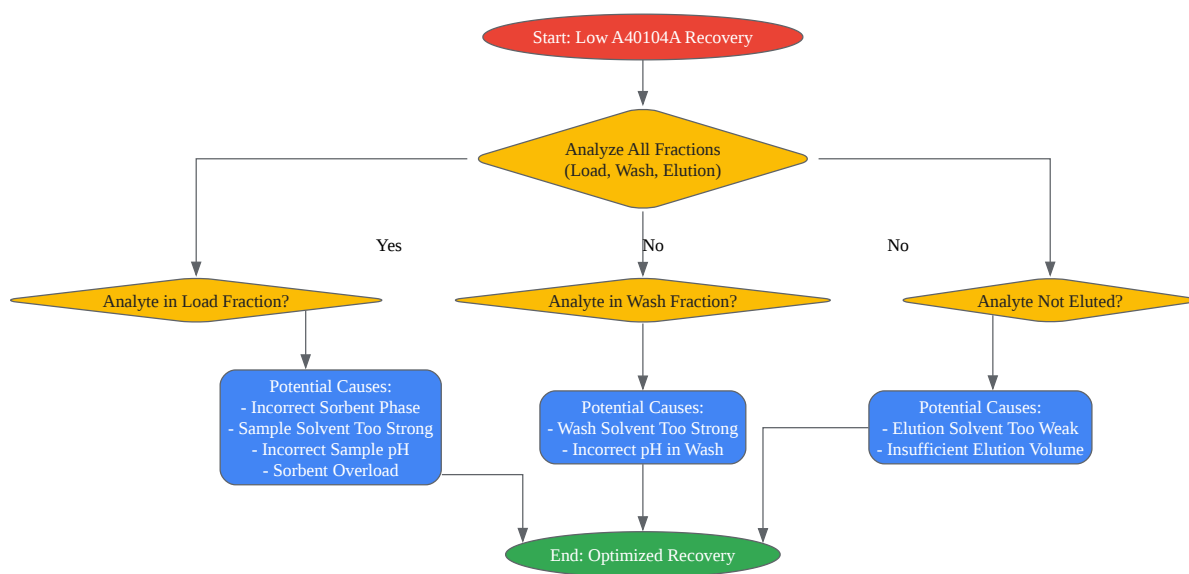 Start: Low A40104A Recovery
Analyze All Fractions
(Load, Wash, Elution)
Yes
No
No
Analyte in Load Fraction?
Analyte in Wash Fraction?
Analyte Not Eluted?
Potential Causes:
- Incorrect Sorbent Phase
- Sample Solvent Too Strong
- Incorrect Sample pH
- Sorbent Overload
Potential Causes:
- Wash Solvent Too Strong
- Incorrect pH in Wash
Potential Causes:
- Elution Solvent Too Weak
- Insufficient Elution Volume
End: Optimized Recovery